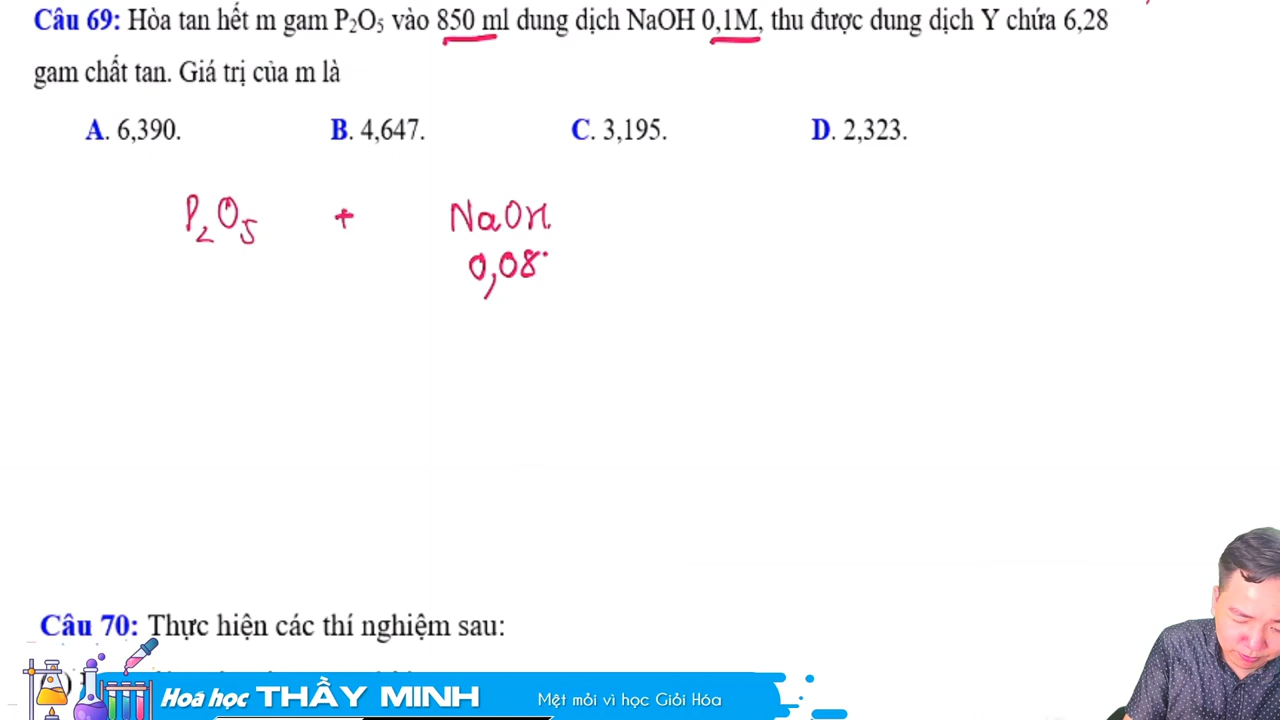 Câu 69: Hòa tan hết m gam P₂O₅ vào 850 ml dung dịch NaOH 0,1M, thu được dung dịch Y chứa 6,28
gam chất tan. Giá trị của m là
A. 6,390. B. 4,647. C. 3,195. D. 2,323.
P₂O₅ + NaOH
0,08
Câu 70: Thực hiện các thí nghiệm sau:
Hoá học THẦY MINH Mệt mỏi vì học Giỏi Hóa